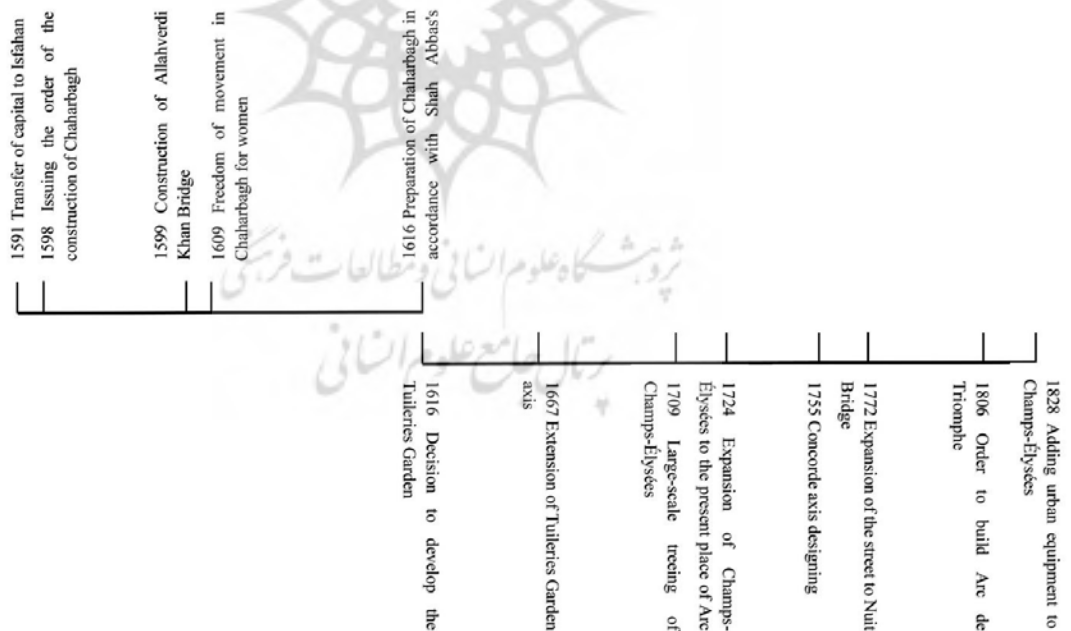 1591 Transfer of capital to Isfahan
1598 Issuing the order of the
construction of Chaharbagh
1599 Construction of Allahverdi
Khan Bridge
1609 Freedom of movement in
Chaharbagh for women
1616 Preparation of Chaharbagh in
accordance with Shah Abbas's
پژوهشگاه علوم انسانی و مطالعات فرهنگی
پرتال جامع علوم انسانی
1616 Decision to develop the
Tuileries Garden
1667 Extension of Tuileries Garden
axis
1709 Large-scale treeing of
Champs-Élysées
1724 Expansion of Champs-
Élysées to the present place of Arc
1755 Concorde axis designing
1772 Expansion of the street to Nuit
Bridge
1806 Order to build Arc de
Triomphe
1828 Adding urban equipment to
Champs-Élysées